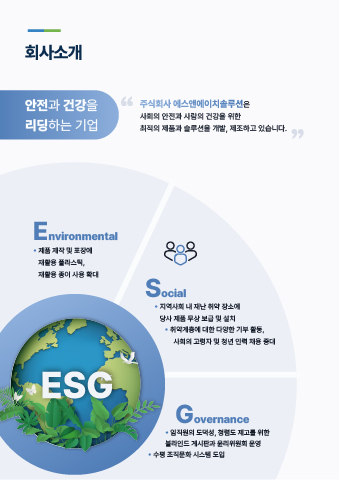 회사소개
안전과 건강을
리딩하는 기업
“ 주식회사 에스앤에이치솔루션은
사회의 안전과 사람의 건강을 위한
최적의 제품과 솔루션을 개발, 제조하고 있습니다. ”
Environmental
• 제품 제작 및 포장에
재활용 플라스틱,
재활용 종이 사용 확대
Social
• 지역사회 내 재난 취약 장소에
당사 제품 무상 보급 및 설치
• 취약계층에 대한 다양한 기부 활동,
사회의 고령자 및 청년 인력 채용 증대
ESG
Governance
• 임직원의 도덕성, 청렴도 제고를 위한
블라인드 게시판과 윤리위원회 운영
• 수평 조직문화 시스템 도입